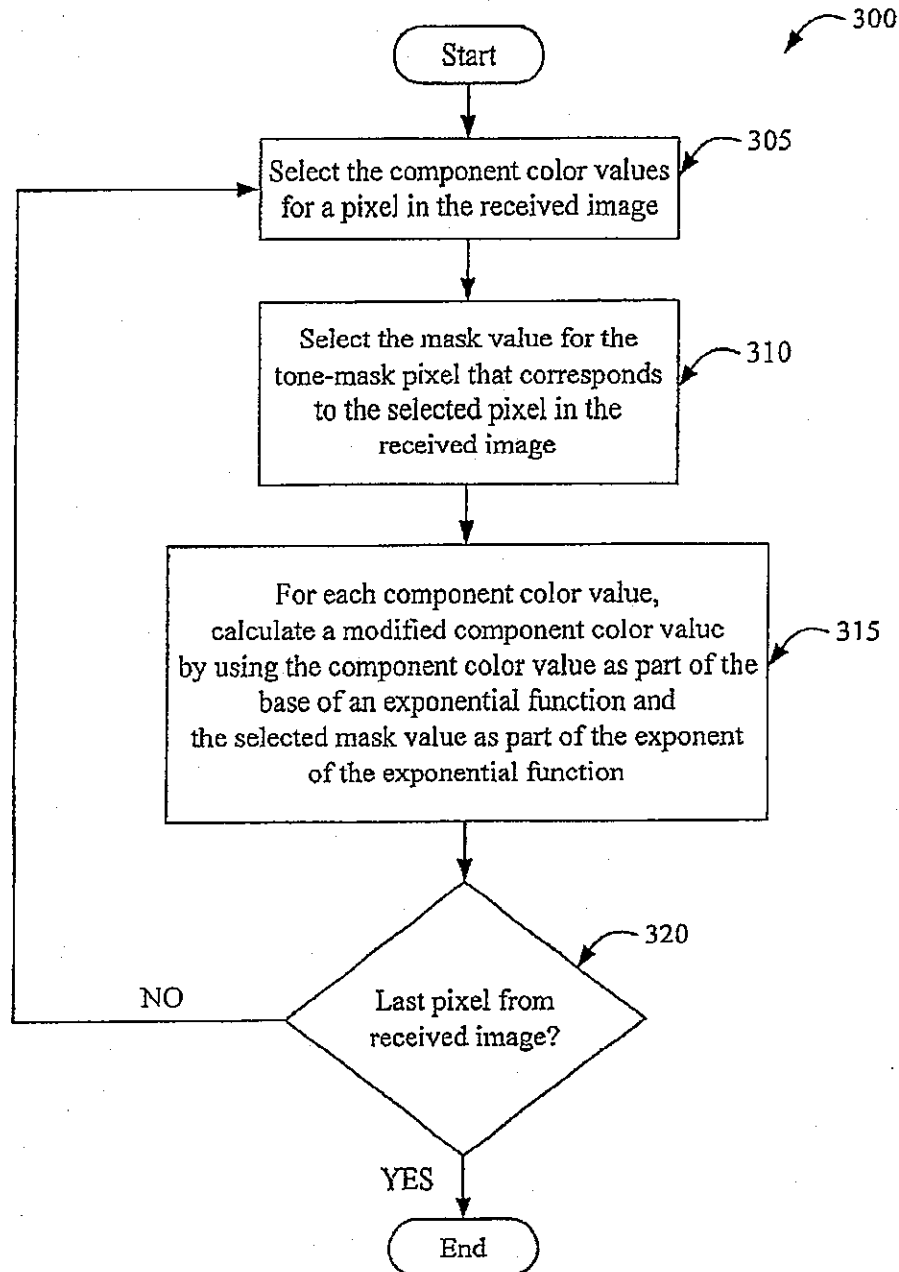 300
Start
305
Select the component color values
for a pixel in the received image
310
Select the mask value for the
tone-mask pixel that corresponds
to the selected pixel in the
received image
315
For each component color value,
calculate a modified component color value
by using the component color value as part of the
base of an exponential function and
the selected mask value as part of the exponent
of the exponential function
320
Last pixel from
received image?
NO
YES
End